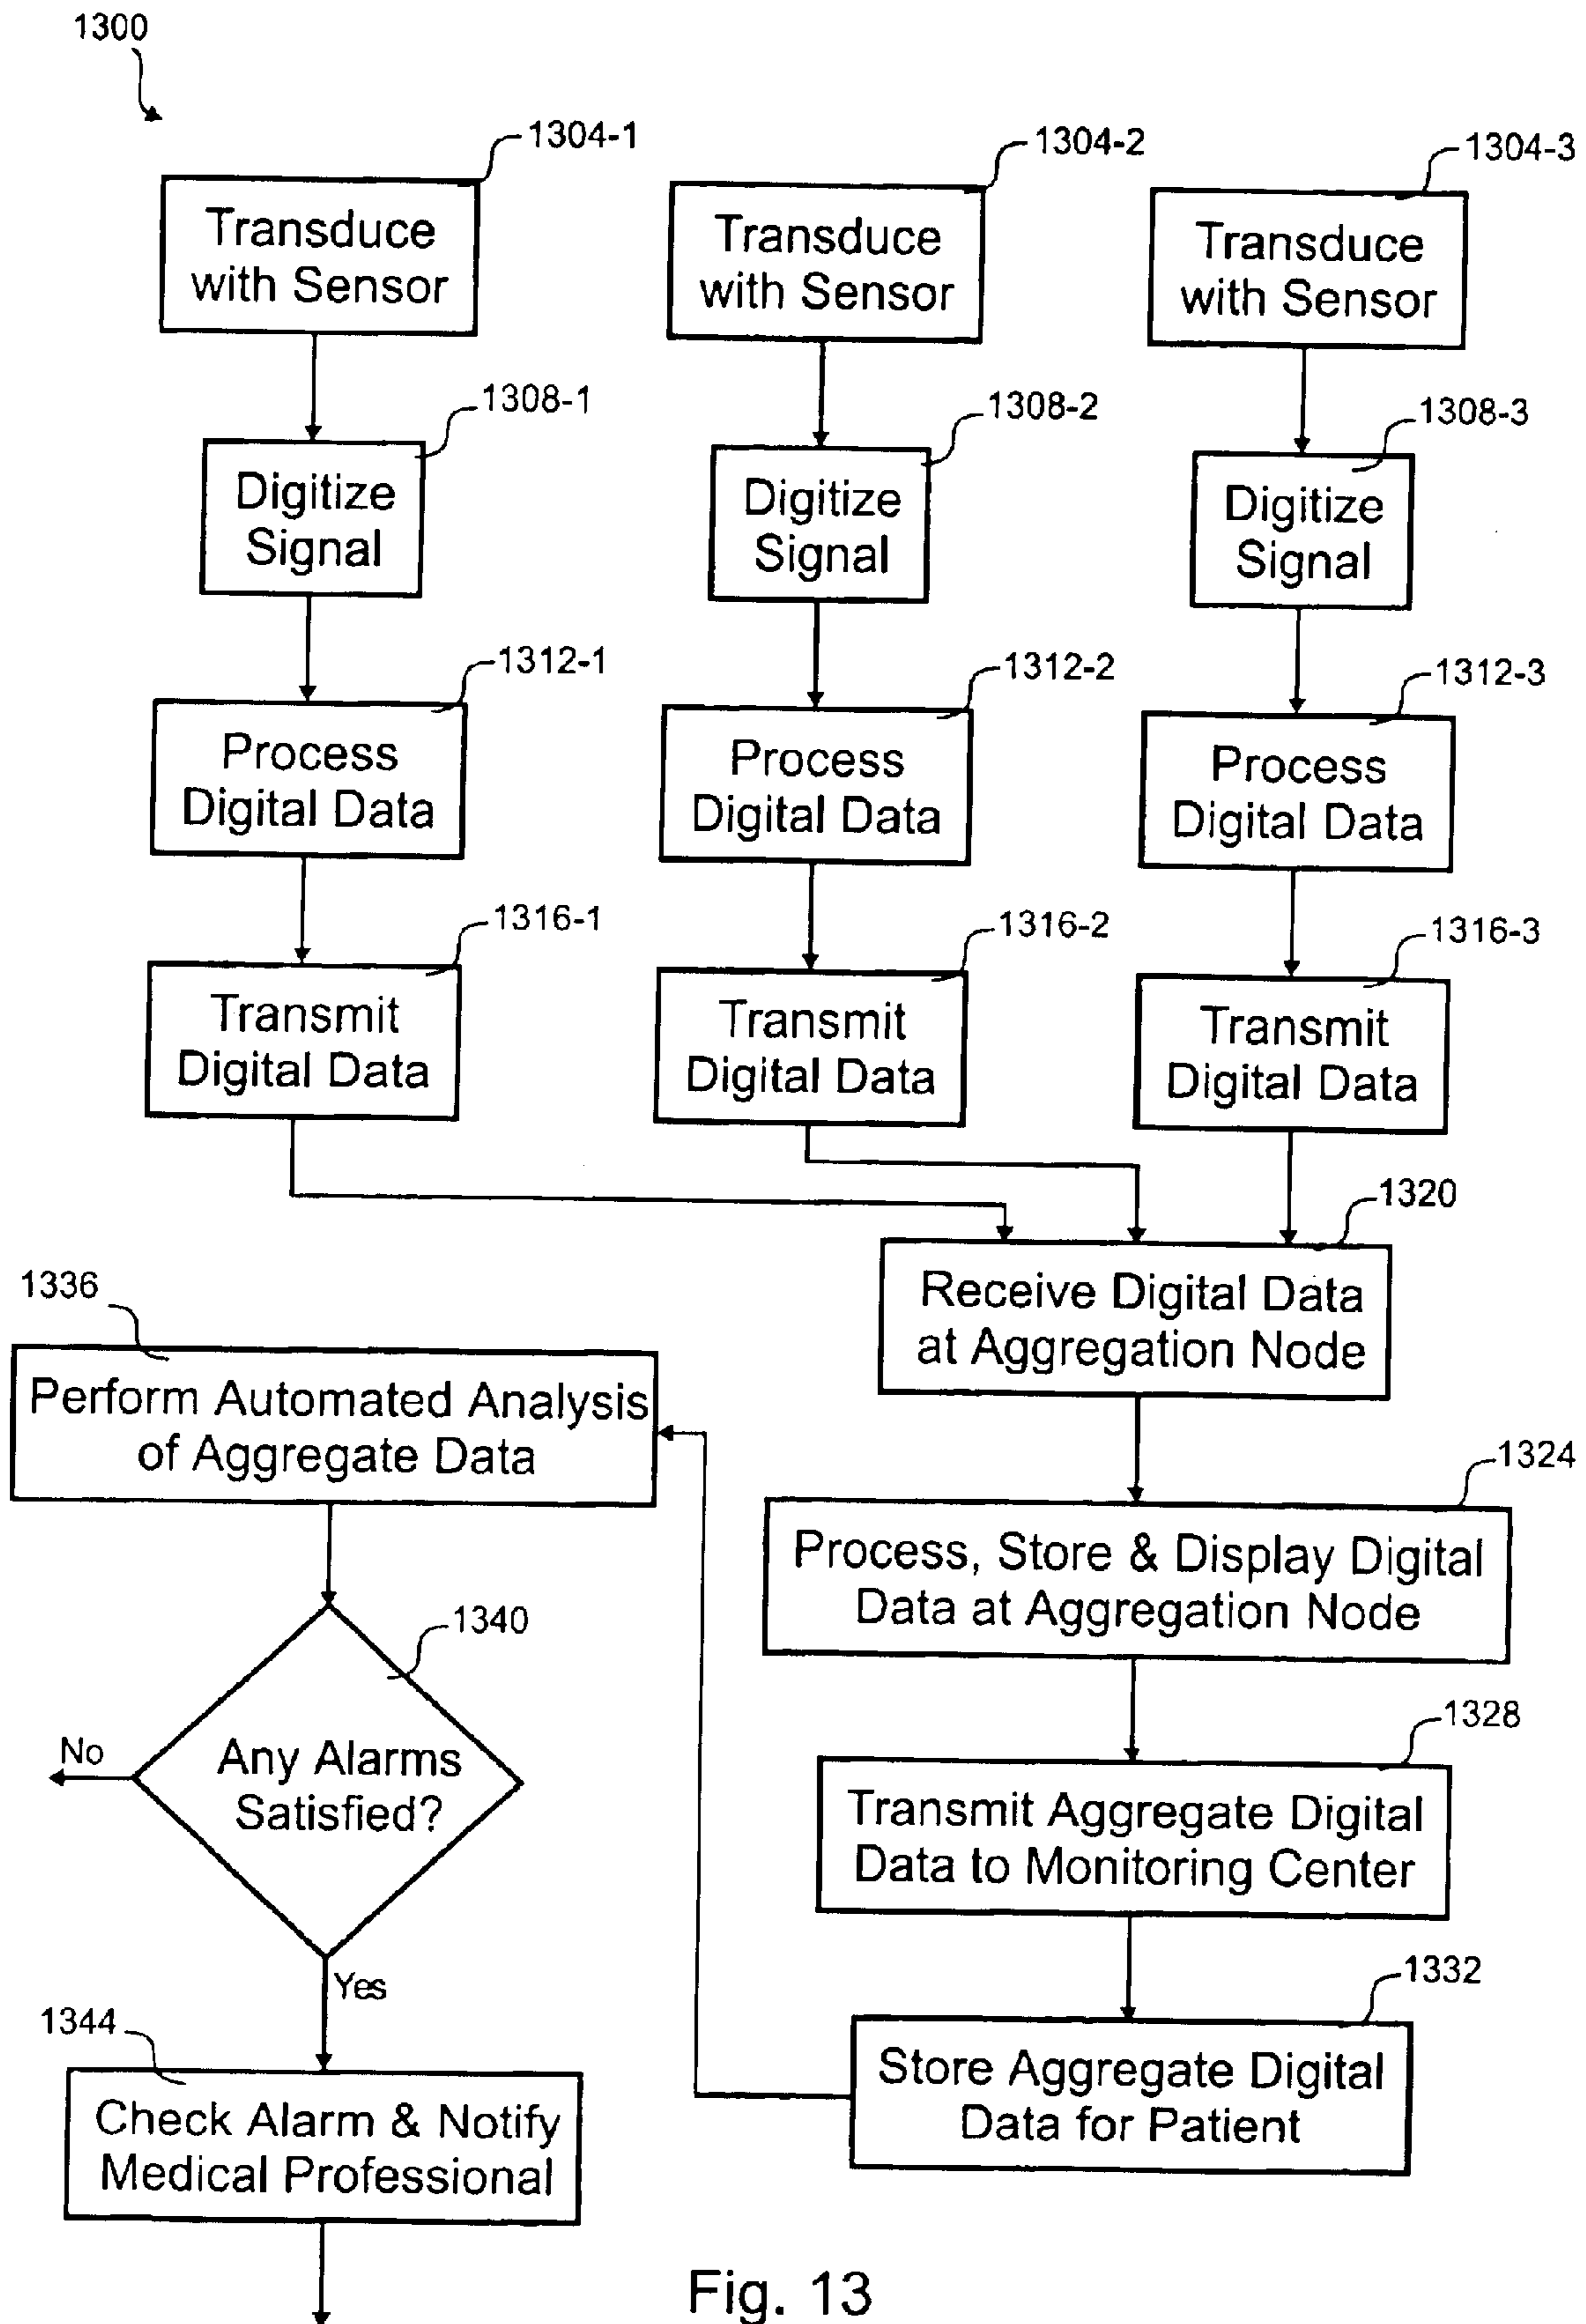 1300
1304-1
1304-2
1304-3
Transduce
with Sensor
Transduce
with Sensor
Transduce
with Sensor
1308-1
1308-2
1308-3
Digitize
Signal
Digitize
Signal
Digitize
Signal
1312-1
1312-2
1312-3
Process
Digital Data
Process
Digital Data
Process
Digital Data
1316-1
1316-2
1316-3
Transmit
Digital Data
Transmit
Digital Data
Transmit
Digital Data
1320
Receive Digital Data
at Aggregation Node
1324
Process, Store & Display Digital
Data at Aggregation Node
1328
Transmit Aggregate Digital
Data to Monitoring Center
1332
Store Aggregate Digital
Data for Patient
1336
Perform Automated Analysis
of Aggregate Data
1340
Any Alarms
Satisfied?
No
Yes
1344
Check Alarm & Notify
Medical Professional
Fig. 13